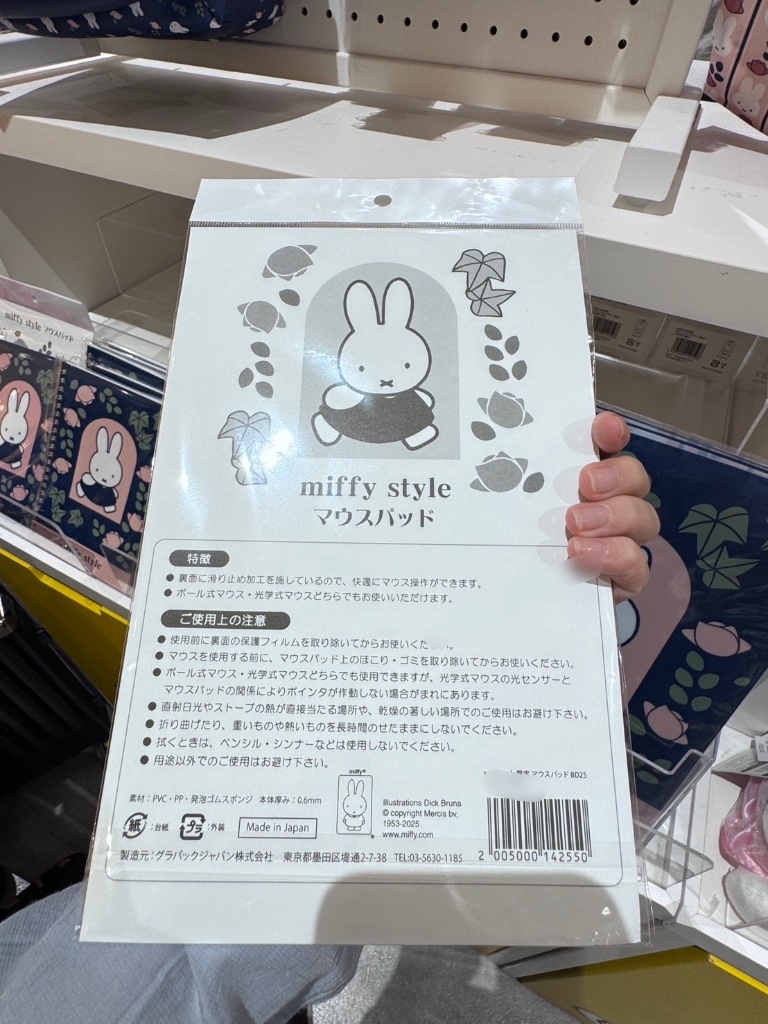 miffy style
マウスパッド
特徴
● 裏面に滑り止め加工を施しているので、快適にマウス操作ができます。
● ボール式マウス・光学式マウスどちらでもお使いいただけます。
ご使用上の注意
● 使用前に裏面の保護フィルムを取り除いてからお使いくだ
● マウスを使用する前に、マウスパッド上のほこり・ゴミを取り除いてからお使いください。
● ボール式マウス・光学式マウスどちらでも使用できますが、光学式マウスの光センサーと
マウスパッドの関係によりポインタが作動しない場合がまれにあります。
● 直射日光やストーブの熱が直接当たる場所や、乾燥の著しい場所でのご使用はお避け下さい。
● 折り曲げたり、重いものや熱いものを長時間のせたままにしないでください。
● 拭くときは、ベンジル・シンナーなどは使用しないでください。
● 用途以外でのご使用はお避け下さい。
マウスパッド BD25
miffy®
素材：PVC・PP・発泡ゴムスポンジ 本体厚み：0.6mm
Illustrations Dick Bruna
© copyright Mercis bv,
1953-2025
www.miffy.com
紙 ：台紙 プラ ：外装 Made in Japan
製造元：グラパックジャパン株式会社 東京都墨田区堤通2-7-38 TEL:03-5630-1185
2 005000 142550
miffy style マウスパッド